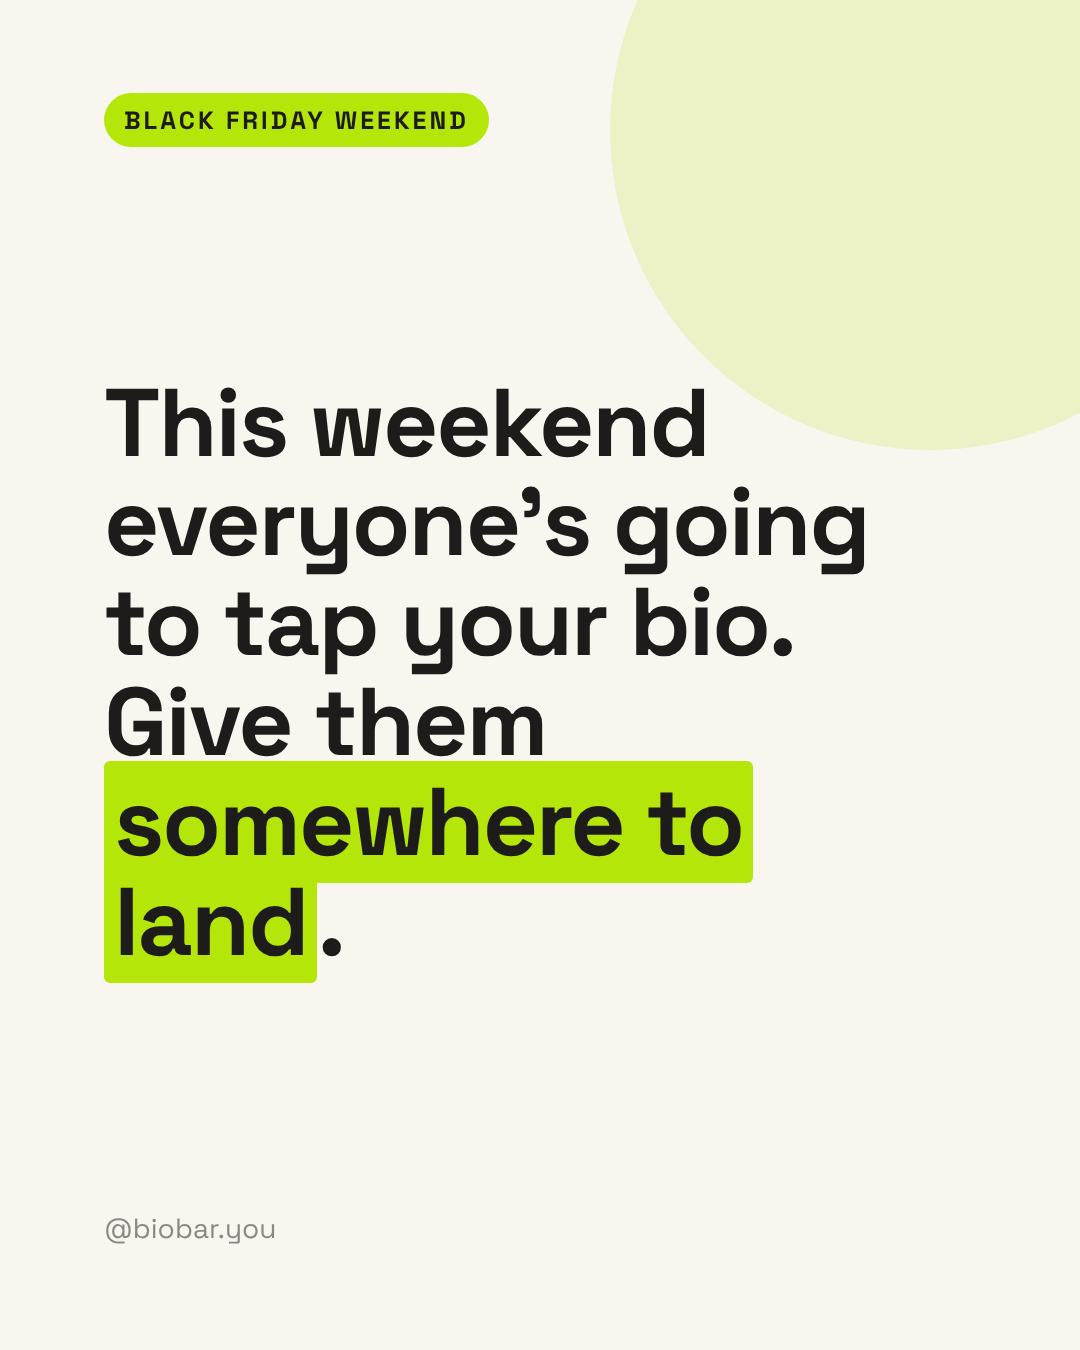 BLACK FRIDAY WEEKEND
This weekend
everyone’s going
to tap your bio.
Give them
somewhere to
land.
@biobar.you